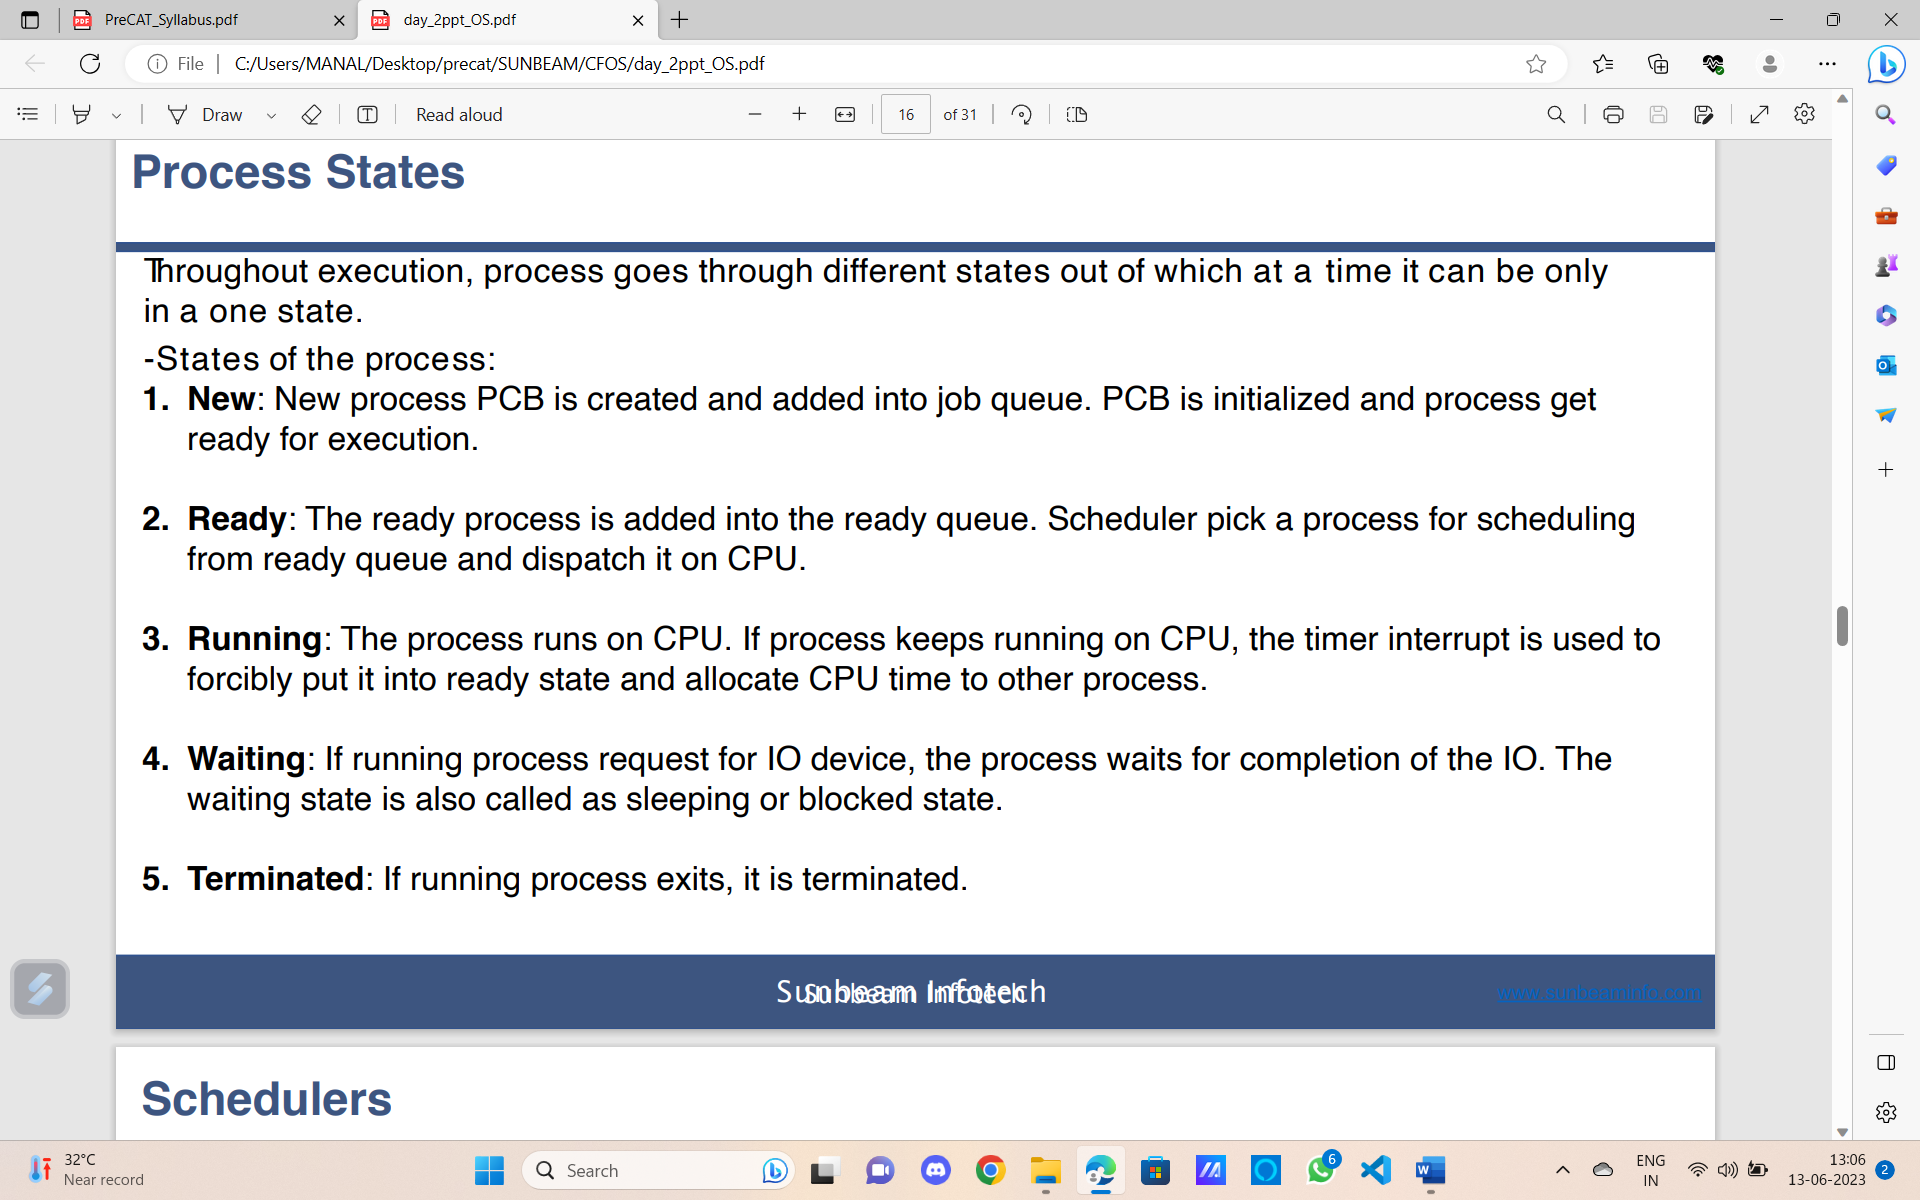 PreCAT_Syllabus.pdf
day_2ppt_OS.pdf
File
C:/Users/MANAL/Desktop/precat/SUNBEAM/CFOS/day_2ppt_OS.pdf
Draw
Read aloud
16
of 31
Process States
Throughout execution, process goes through different states out of which at a time it can be only
in a one state.
-States of the process:
1. New: New process PCB is created and added into job queue. PCB is initialized and process get
ready for execution.
2. Ready: The ready process is added into the ready queue. Scheduler pick a process for scheduling
from ready queue and dispatch it on CPU.
3. Running: The process runs on CPU. If process keeps running on CPU, the timer interrupt is used to
forcibly put it into ready state and allocate CPU time to other process.
4. Waiting: If running process request for IO device, the process waits for completion of the IO. The
waiting state is also called as sleeping or blocked state.
5. Terminated: If running process exits, it is terminated.
Sunbeam Infotech
Sunbeam Infotech
www.sunbeaminfo.com
Schedulers
32°C
Near record
Search
6
ENG
IN
13:06
13-06-2023
2